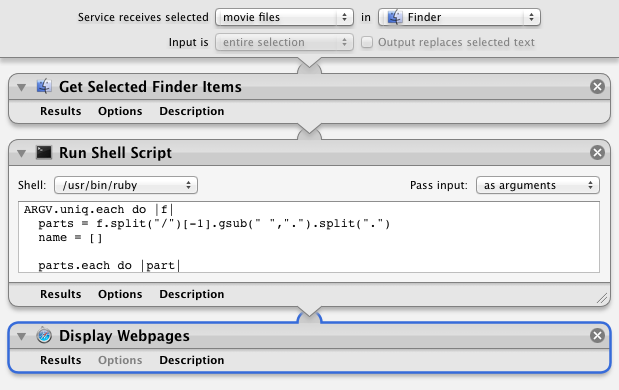 Service receives selected movie files in Finder
Input is entire selection Output replaces selected text
Get Selected Finder Items
Results Options Description
Run Shell Script
Shell: /usr/bin/ruby Pass input: as arguments
ARGV.uniq.each do |f|
  parts = f.split("/")[-1].gsub(" ",".").split(".")
  name = []
  parts.each do |part|
Results Options Description
Display Webpages
Results Options Description